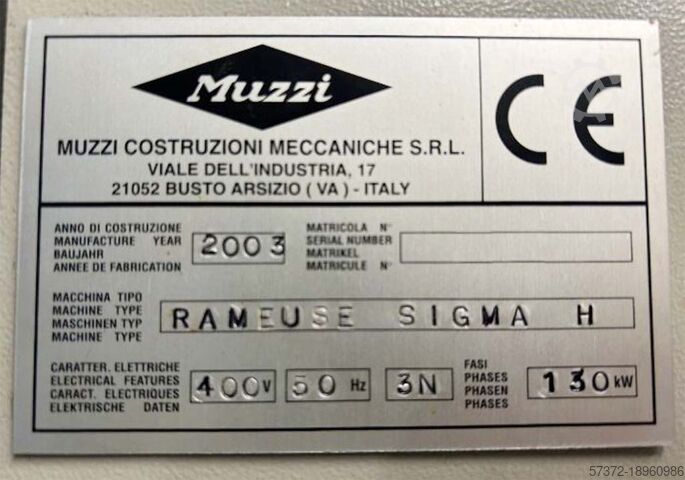 Muzzi
CE
MUZZI COSTRUZIONI MECCANICHE S.R.L.
VIALE DELL'INDUSTRIA, 17
21052 BUSTO ARSIZIO ( VA ) - ITALY
ANNO DI COSTRUZIONE
MANUFACTURE YEAR
BAUJAHR
ANNEE DE FABRICATION
2003
MATRICOLA N°
SERIAL NUMBER
MATRIKEL
MATRICULE N°
MACCHINA TIPO
MACHINE TYPE
MASCHINEN TYP
MACHINE TYPE
RAMEUSE SIGMA H
CARATTER. ELETTRICHE
ELECTRICAL FEATURES
CARACT. ELECTRIQUES
ELEKTRISCHE DATEN
400 V
50 Hz
3N
FASI
PHASES
PHASEN
PHASES
130 kW
57372-18960986